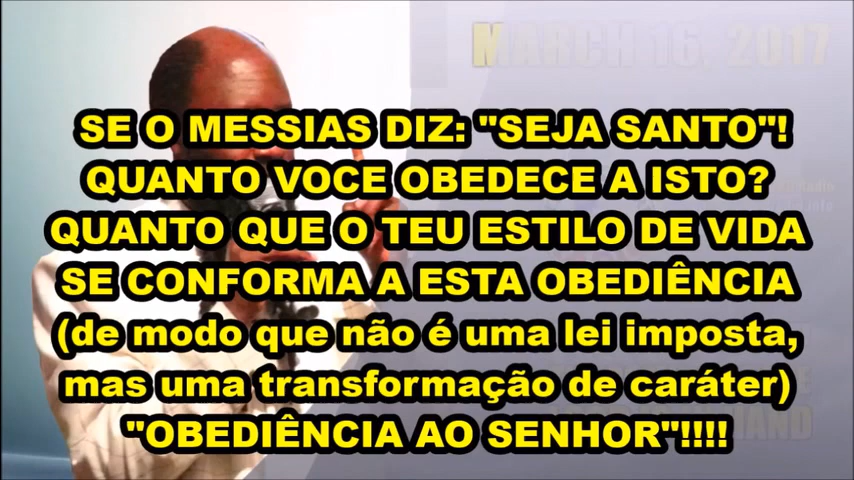 MARCH 16, 2017
SE O MESSIAS DIZ: "SEJA SANTO"!
QUANTO VOCE OBEDECE A ISTO?
QUANTO QUE O TEU ESTILO DE VIDA
SE CONFORMA A ESTA OBEDIÊNCIA
(de modo que não é uma lei imposta,
mas uma transformação de caráter)
"OBEDIÊNCIA AO SENHOR"!!!!